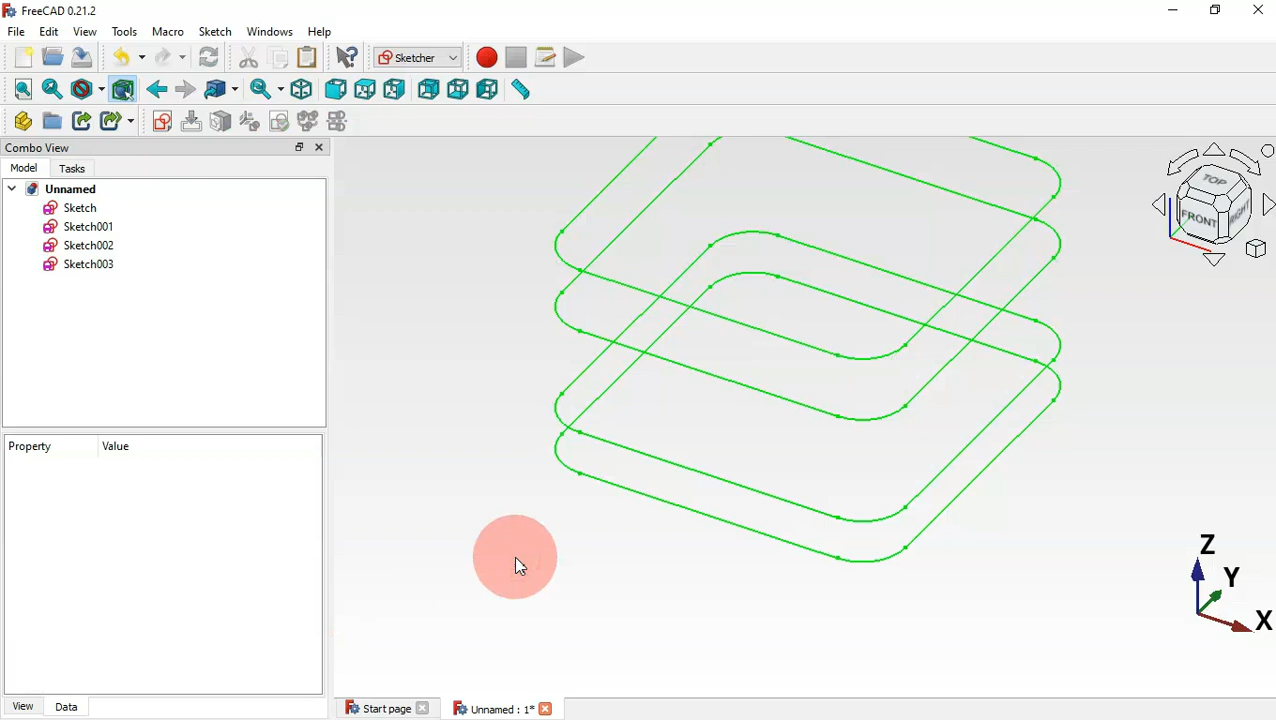 FreeCAD 0.21.2
File Edit View Tools Macro Sketch Windows Help
Sketcher
Combo View
Model Tasks
Unnamed
Sketch
Sketch001
Sketch002
Sketch003
Property Value
View Data
TOP
FRONT RIGHT
Z
Y
X
Start page Unnamed : 1*